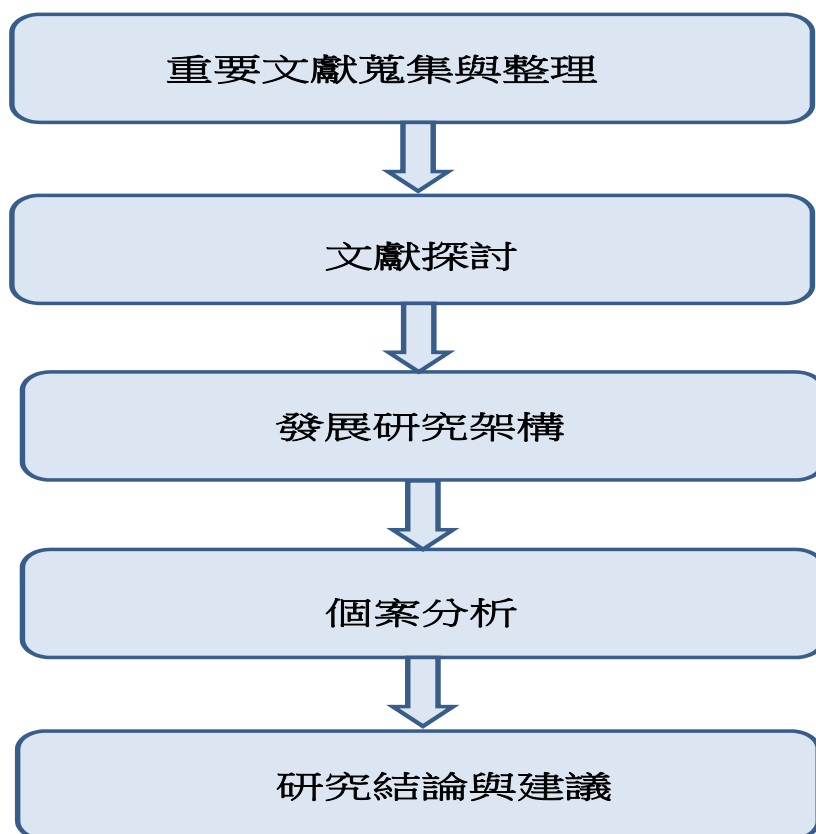 重要文獻蒐集與整理
文獻探討
發展研究架構
個案分析
研究結論與建議